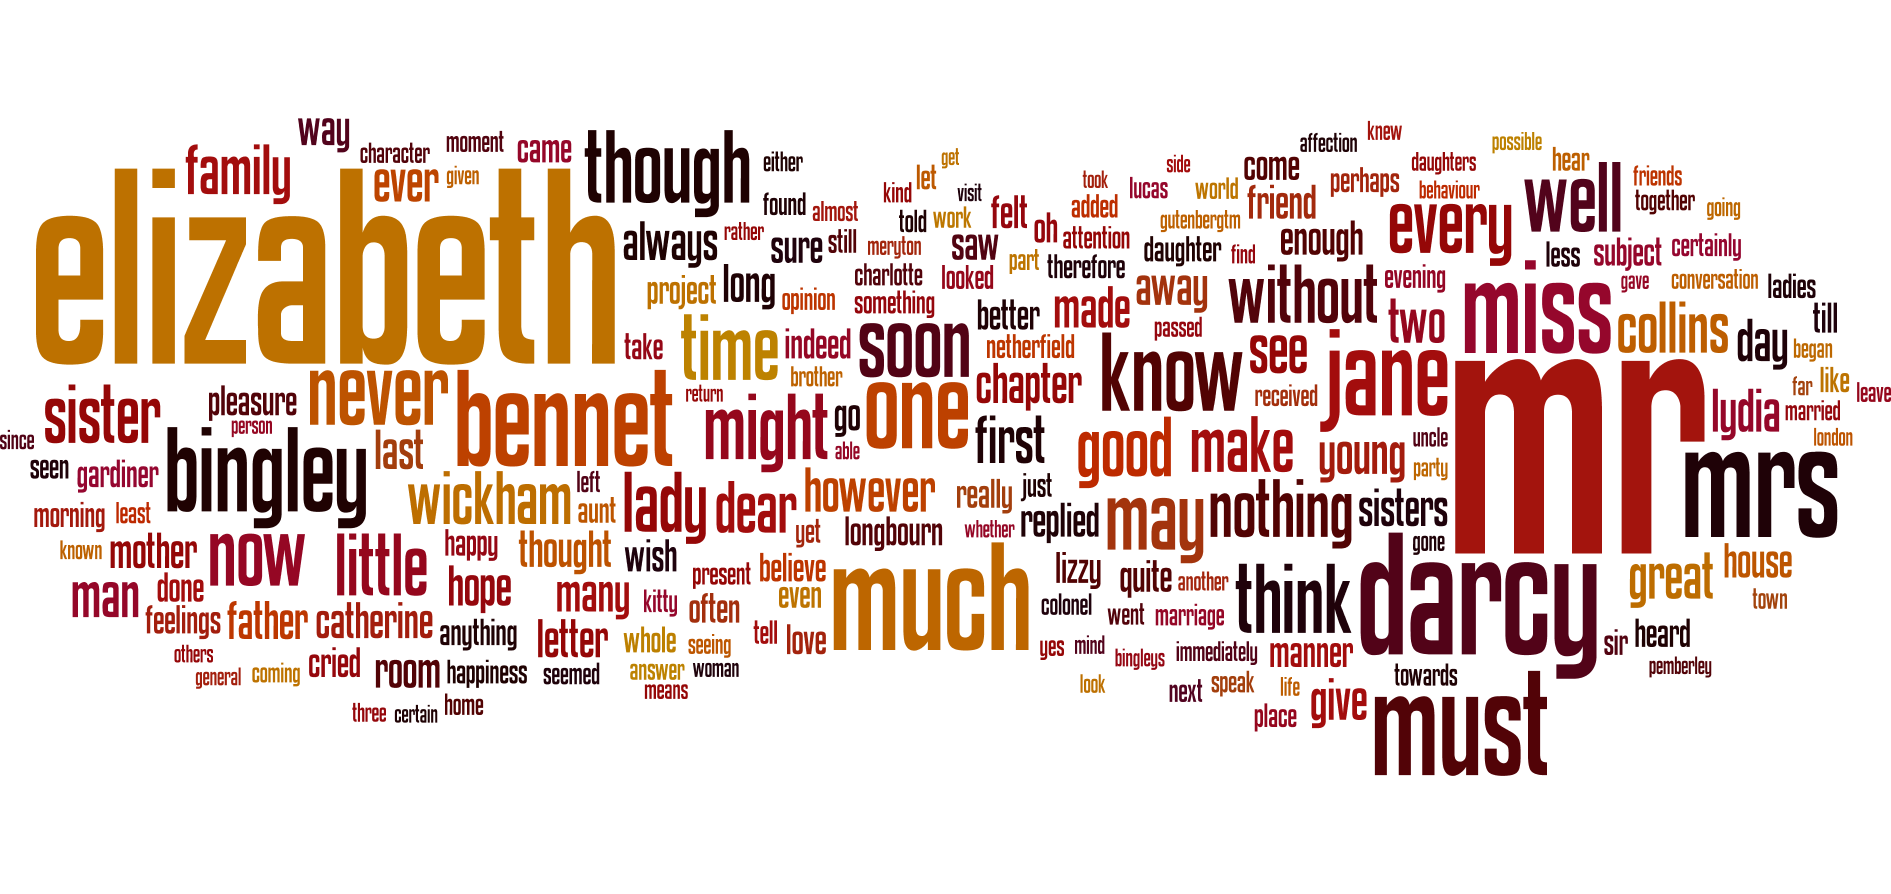 way
character
moment
came
though
either
get
side
come
affection
knew
possible
hear
family
ever
given
let
kind
visit
took
lucas
world
friend
perhaps
daughters
behaviour
well
friends
together
going
elizabeth
found
almost
told
work
felt
oh
added
gutenbergtm
every
always
rather
sure
still
meryton
saw
attention
daughter
find
enough
less
subject
certainly
project
long
opinion
charlotte
looked
part
therefore
away
without
evening
miss
gave
conversation
ladies
something
better
made
passed
two
collins
day
till
take
time
indeed
soon
netherfield
know
see
jane
began
brother
chapter
received
mr
far
like
leave
sister
pleasure
never
bennet
return
might
go
one
lydia
married
since
person
able
first
good
make
young
uncle
london
seen
gardiner
bingley
last
party
mrs
wickham
left
lady
dear
however
really
just
may
nothing
sisters
morning
least
aunt
yet
longbourn
whether
replied
gone
known
mother
now
little
happy
thought
wish
believe
much
lizzy
quite
another
think
darcy
great
house
man
done
hope
many
present
kitty
often
even
colonel
went
marriage
town
feelings
father
catherine
anything
letter
whole
seeing
tell
love
yes
mind
bingleys
immediately
manner
sir
heard
others
general
coming
cried
room
happiness
seemed
answer
woman
means
look
next
speak
life
towards
pemberley
three
certain
home
place
give
must